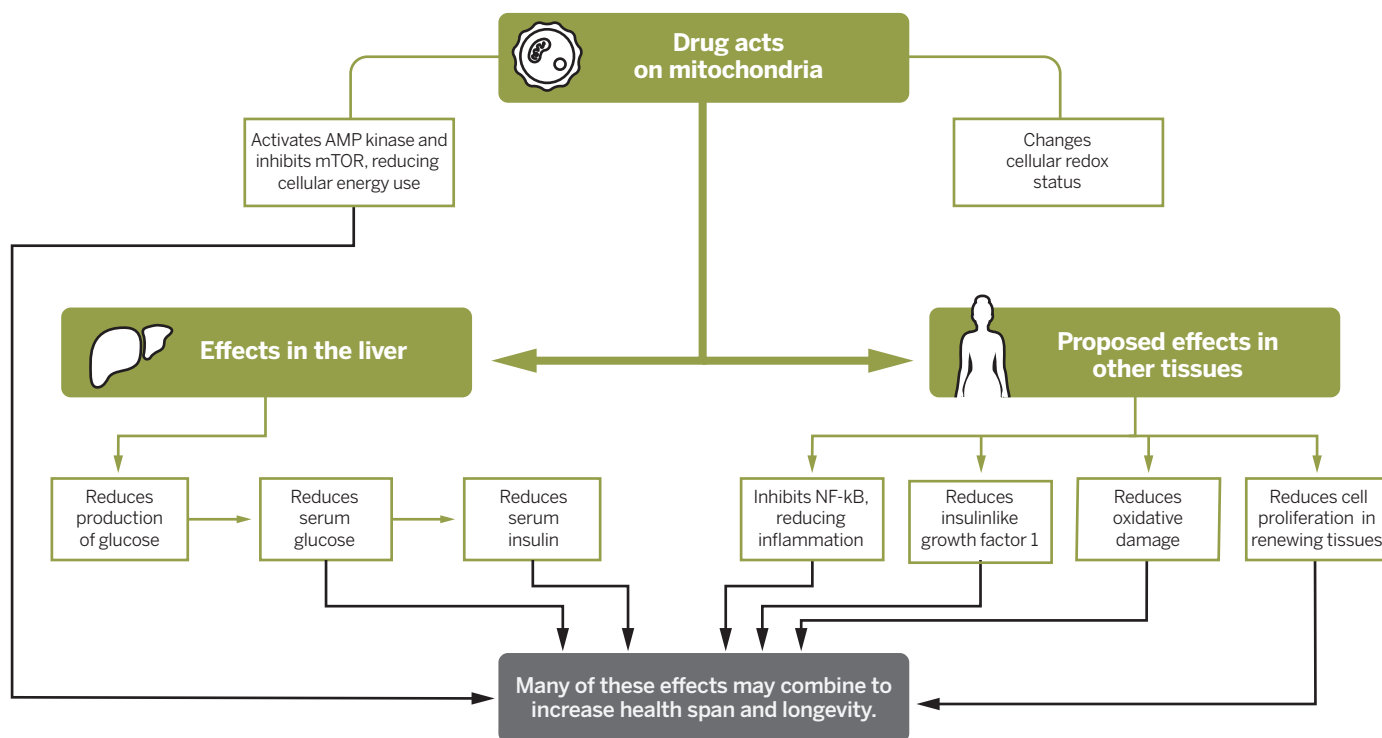 Drug acts
on mitochondria
Activates AMP kinase and
inhibits mTOR, reducing
cellular energy use
Changes
cellular redox
status
Effects in the liver
Proposed effects in
other tissues
Reduces
production
of glucose
Reduces
serum
glucose
Reduces
serum
insulin
Inhibits NF-kB,
reducing
inflammation
Reduces
insulinlike
growth factor 1
Reduces
oxidative
damage
Reduces cell
proliferation in
renewing tissues
Many of these effects may combine to
increase health span and longevity.